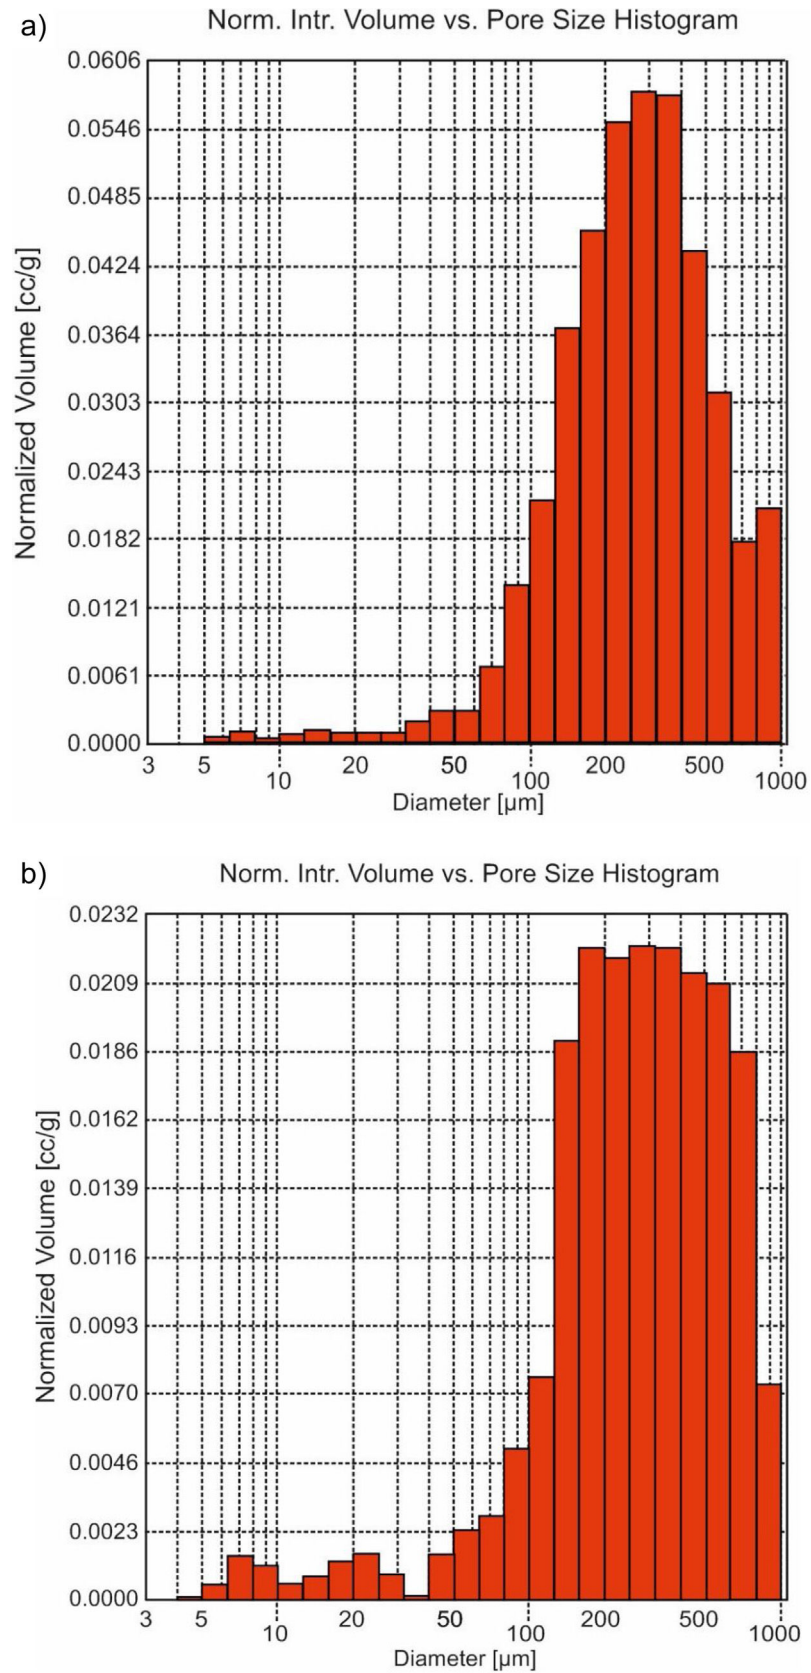 a)
Norm. Intr. Volume vs. Pore Size Histogram
0.0606
0.0546
0.0485
0.0424
0.0364
0.0303
0.0243
0.0182
0.0121
0.0061
0.0000
Normalized Volume [cc/g]
3 5 10 20 50 100 200 500 1000
Diameter [µm]
b)
Norm. Intr. Volume vs. Pore Size Histogram
0.0232
0.0209
0.0186
0.0162
0.0139
0.0116
0.0093
0.0070
0.0046
0.0023
0.0000
Normalized Volume [cc/g]
3 5 10 20 50 100 200 500 1000
Diameter [µm]